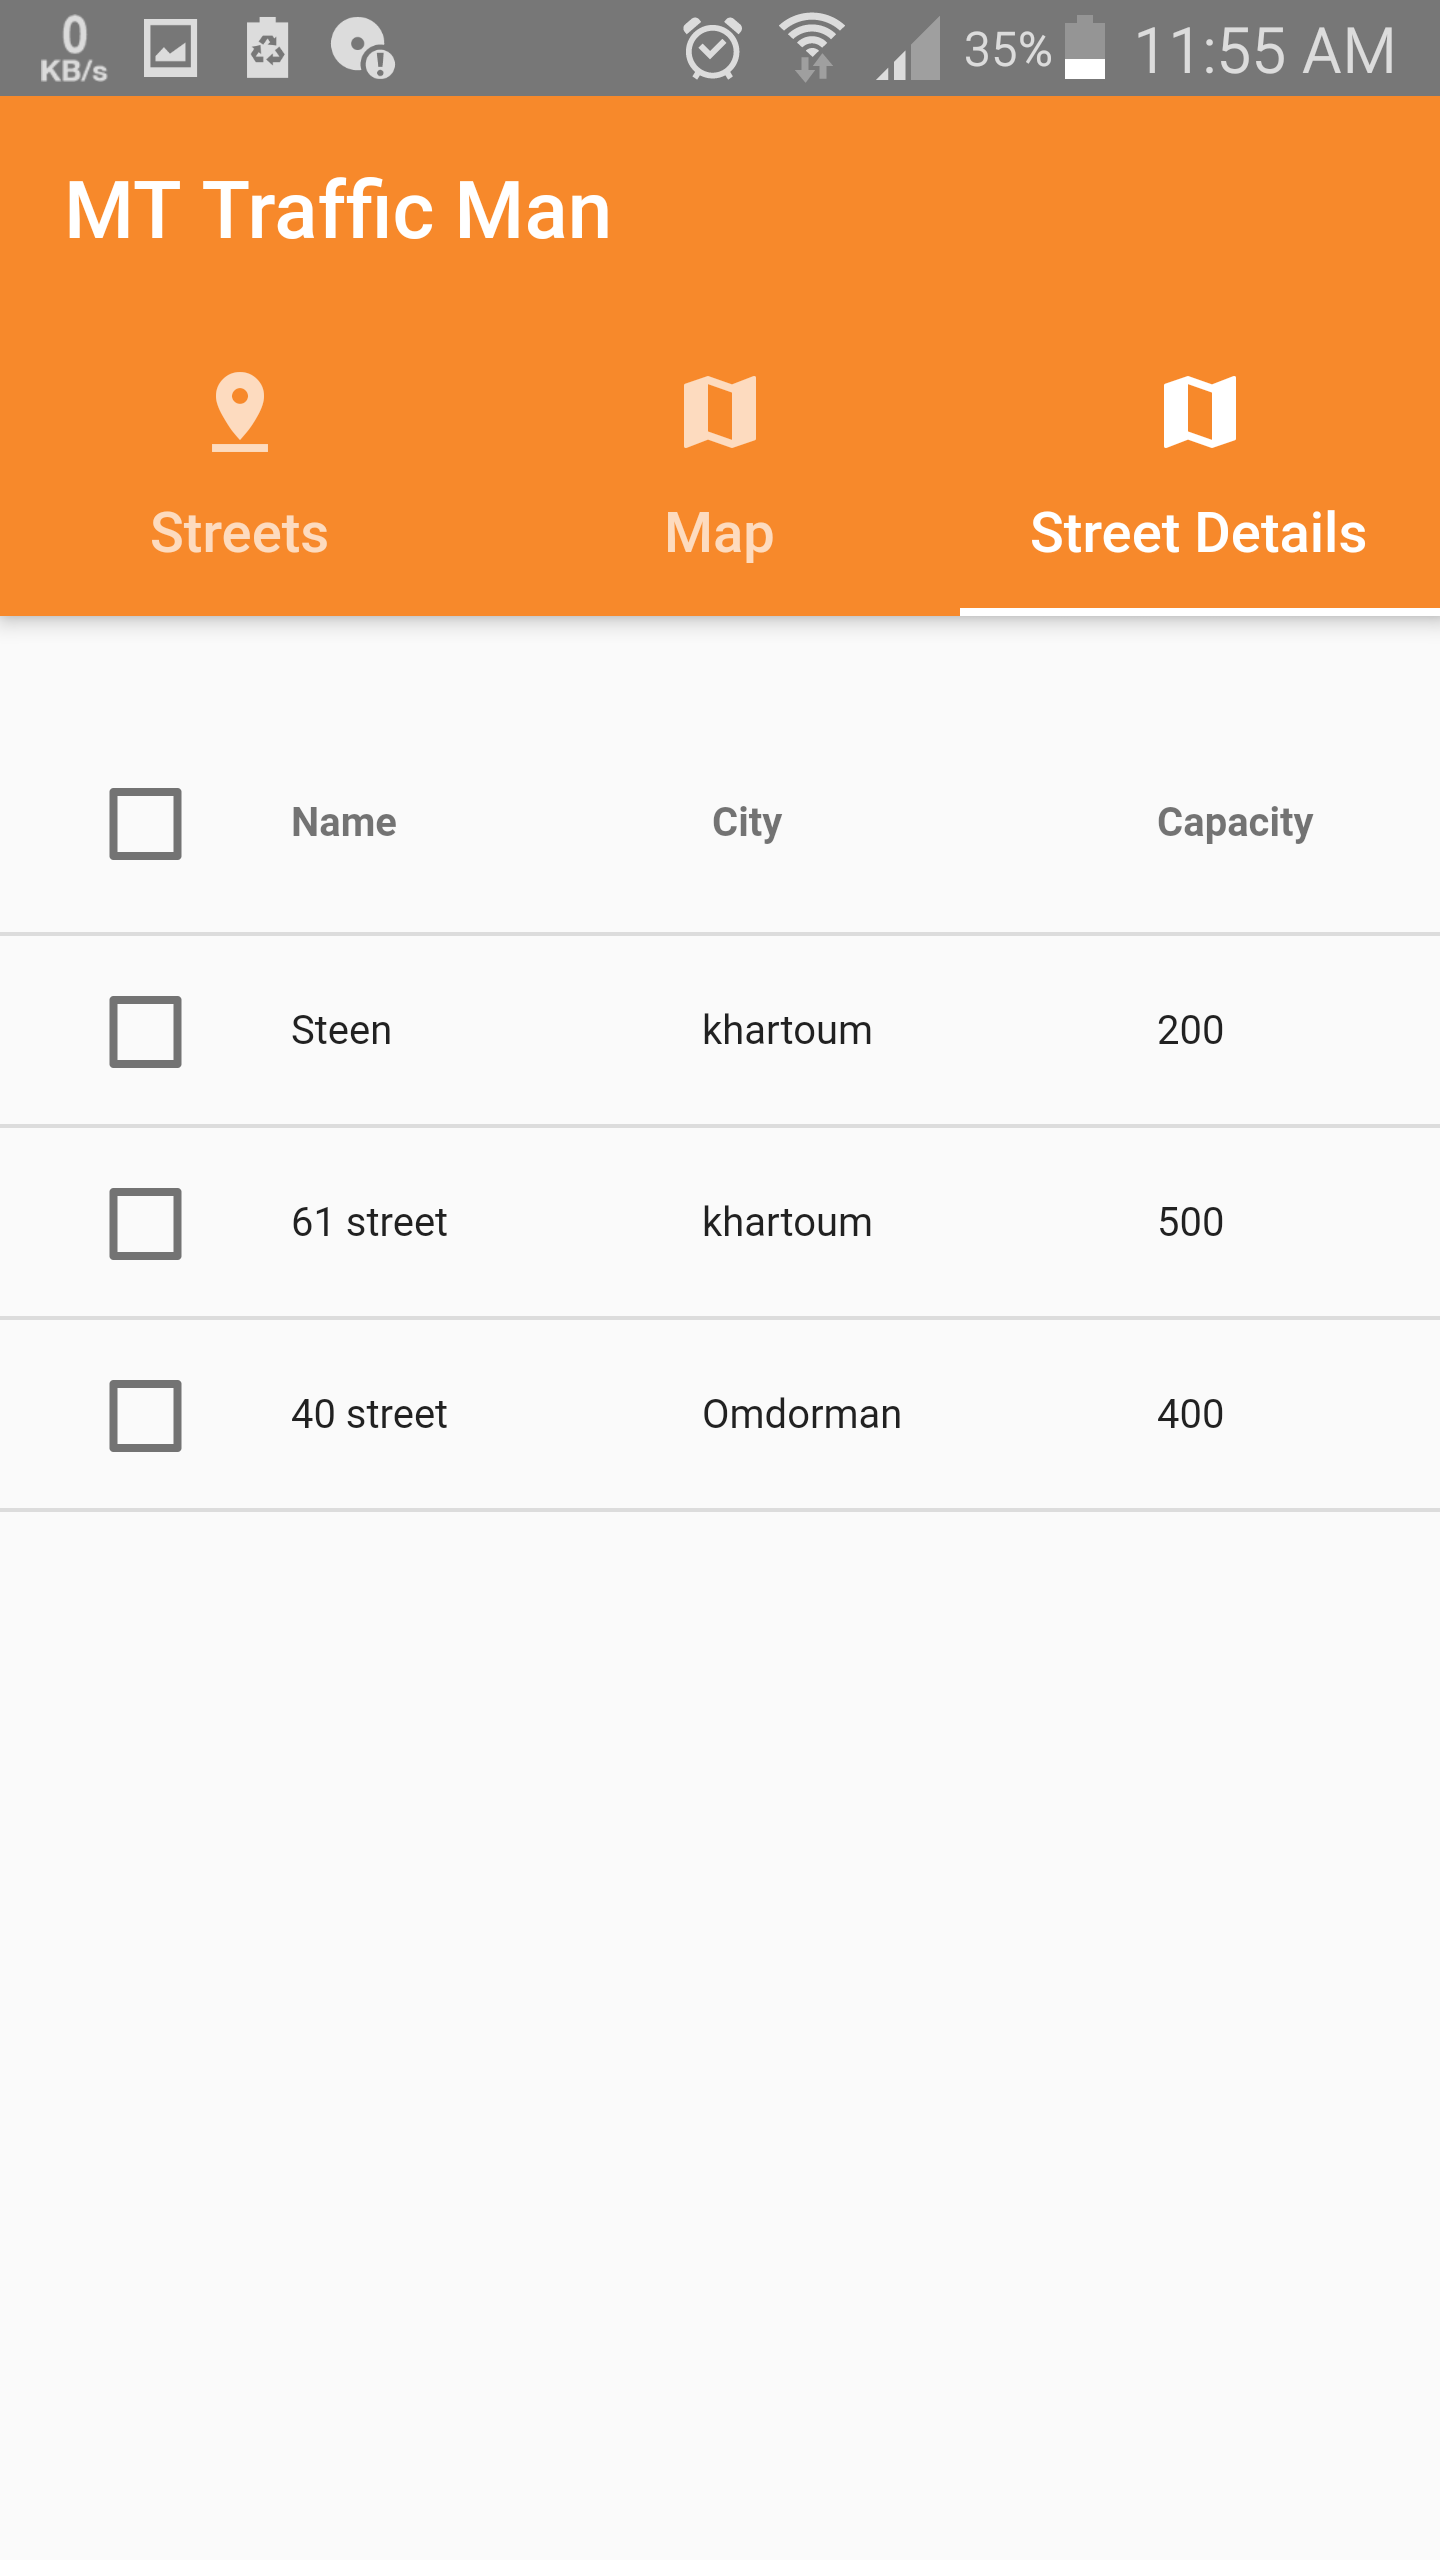 0
KB/s
35% 11:55 AM
MT Traffic Man
Streets Map Street Details
Name City Capacity
Steen khartoum 200
61 street khartoum 500
40 street Omdorman 400